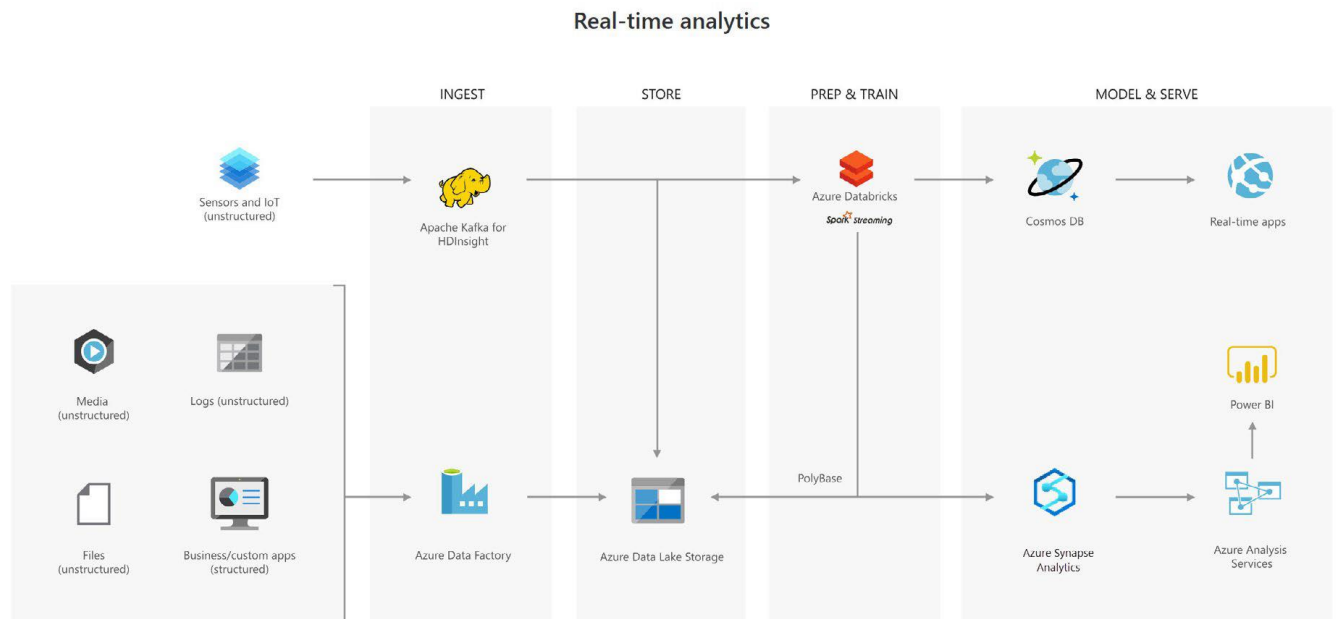 Real-time analytics
INGEST
STORE
PREP & TRAIN
MODEL & SERVE
Sensors and IoT
(unstructured)
Apache Kafka for
HDInsight
Azure Databricks
Spark Streaming
Cosmos DB
Real-time apps
Media
(unstructured)
Logs (unstructured)
Power BI
Files
(unstructured)
Business/custom apps
(structured)
Azure Data Factory
Azure Data Lake Storage
PolyBase
Azure Synapse
Analytics
Azure Analysis
Services